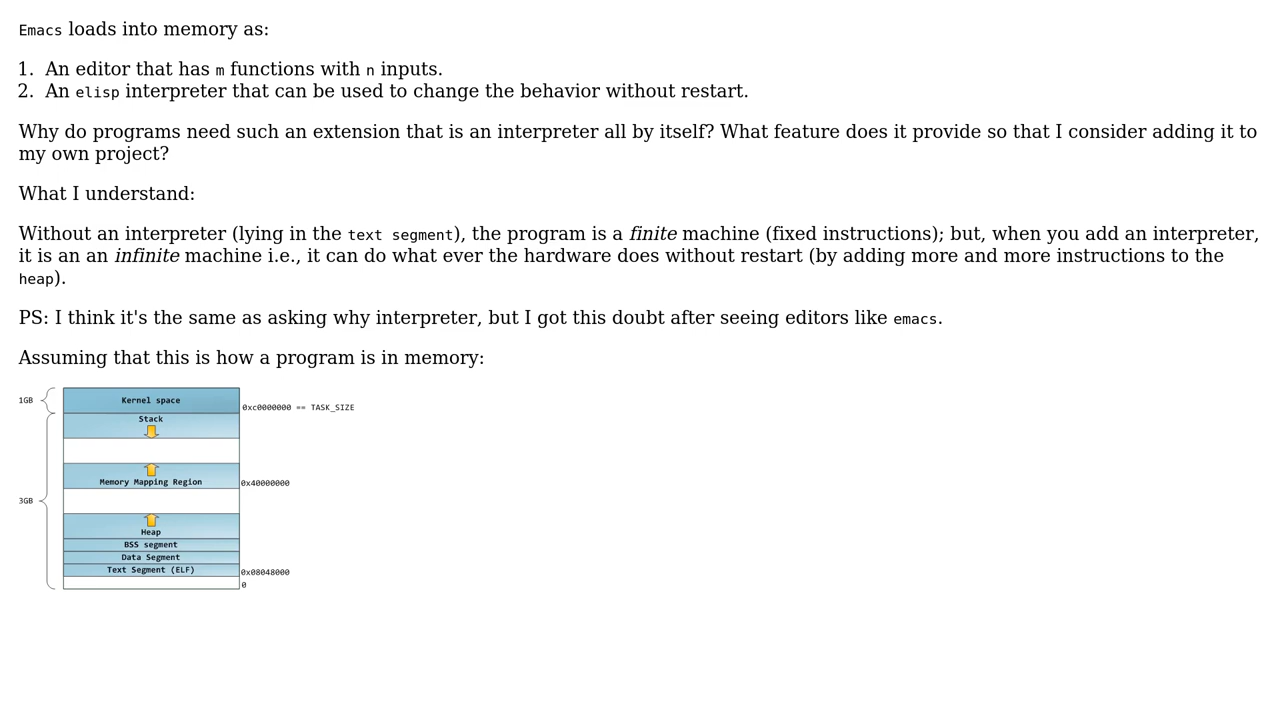 Emacs loads into memory as:
1. An editor that has m functions with n inputs.
2. An elisp interpreter that can be used to change the behavior without restart.
Why do programs need such an extension that is an interpreter all by itself? What feature does it provide so that I consider adding it to
my own project?
What I understand:
Without an interpreter (lying in the text segment), the program is a finite machine (fixed instructions); but, when you add an interpreter,
it is an an infinite machine i.e., it can do what ever the hardware does without restart (by adding more and more instructions to the
heap).
PS: I think it's the same as asking why interpreter, but I got this doubt after seeing editors like emacs.
Assuming that this is how a program is in memory:
1GB
Kernel space
0xc0000000 == TASK_SIZE
Stack
Memory Mapping Region
0x40000000
3GB
Heap
BSS segment
Data Segment
Text Segment (ELF)
0x08048000
0